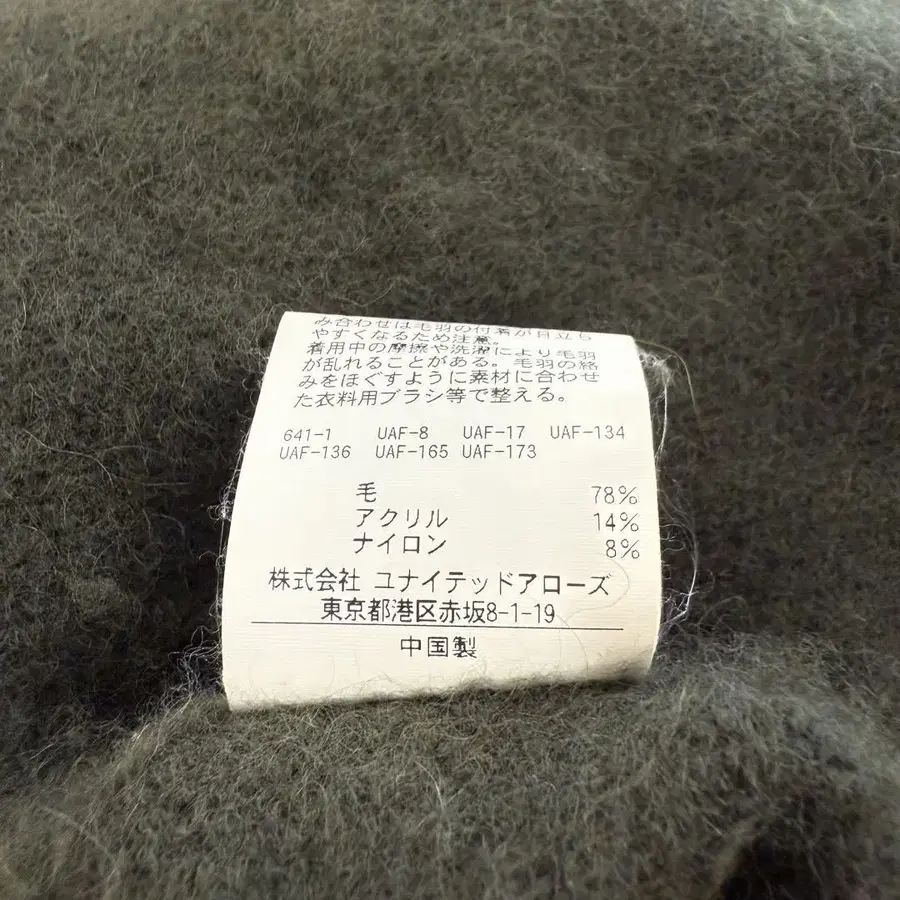 み合わせは毛羽の付着が目立ち
やすくなるため注意。
着用中の摩擦や洗濯により毛羽
が乱れることがある。毛羽の絡
みをほぐすように素材に合わせ
た衣料用ブラシ等で整える。
641-1 UAF-8 UAF-17 UAF-134
UAF-136 UAF-165 UAF-173
毛 78%
アクリル 14%
ナイロン 8%
株式会社 ユナイテッドアローズ
東京都港区赤坂8-1-19
中国製